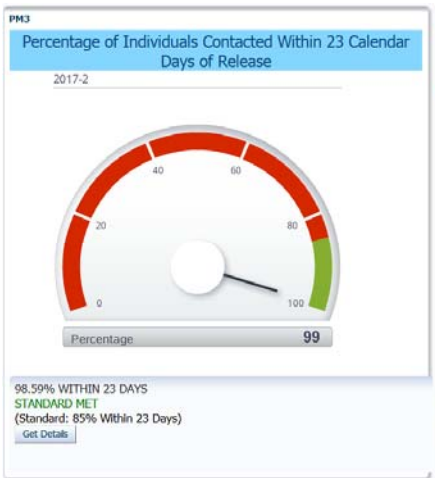 PM3
Percentage of Individuals Contacted Within 23 Calendar
Days of Release
2017-2
40 60
20 80
0 100
Percentage 99
98.59% WITHIN 23 DAYS
STANDARD MET
(Standard: 85% Within 23 Days)
Get Details